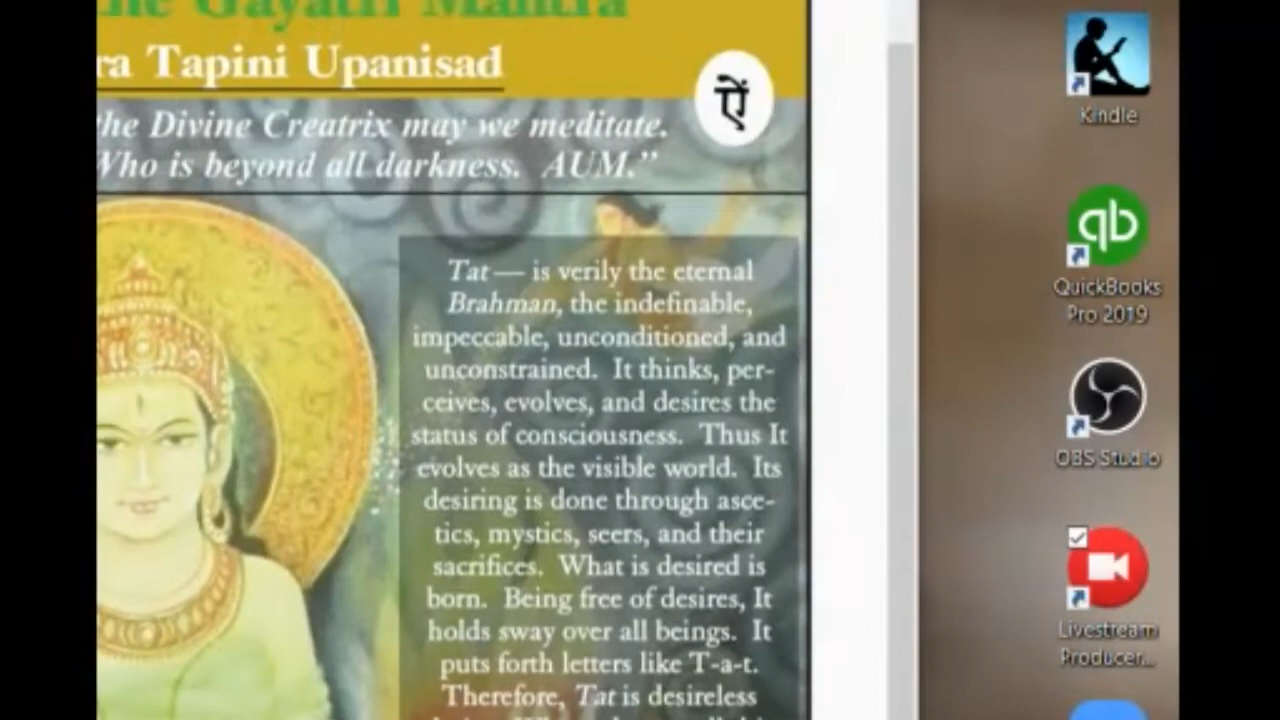 the Gayatri Mantra
ra Tapini Upanisad
ऐं
the Divine Creatrix may we meditate.
Who is beyond all darkness.  AUM.”
Tat — is verily the eternal
Brahman, the indefinable,
impeccable, unconditioned, and
unconstrained.  It thinks, per-
ceives, evolves, and desires the
status of consciousness.  Thus It
evolves as the visible world.  Its
desiring is done through asce-
tics, mystics, seers, and their
sacrifices.  What is desired is
born.  Being free of desires, It
holds sway over all beings.  It
puts forth letters like T-a-t.
Therefore, Tat is desireless
Kindle
qb
QuickBooks
Pro 2019
OBS Studio
Livestream
Producer...